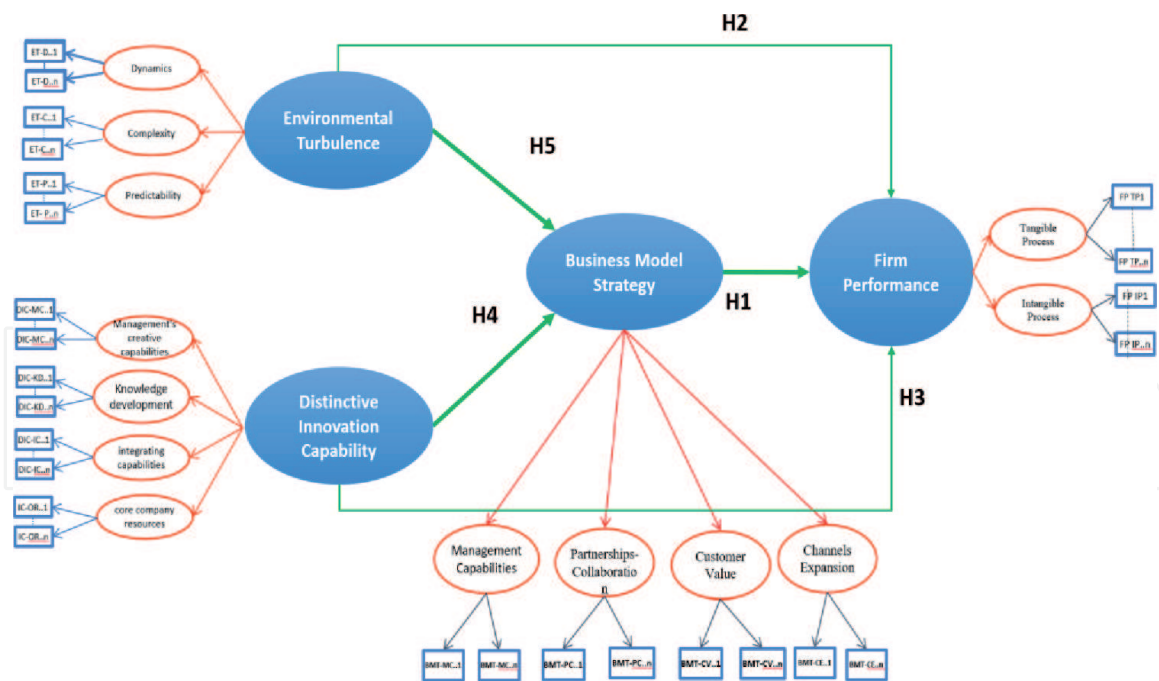 H2
ET-D..1
ET-D..n
Dynamics
ET-C..1
ET-C..n
Complexity
ET-P..1
ET- P..n
Predictability
Environmental
Turbulence
H5
Business Model
Strategy
H1
Firm
Performance
Tangible
Process
FP TP1
FP TP..n
Intangible
Process
FP IP1
FP IP..n
H4
H3
DIC-MC..1
DIC-MC..n
Management's
creative
capabilities
DIC-KD..1
DIC-KD..n
Knowledge
development
DIC-IC..1
DIC-IC..n
integrating
capabilities
IC-OR..1
IC-OR..n
core company
resources
Distinctive
Innovation
Capability
Management
Capabilities
Partnerships-
Collaboratio
n
Customer
Value
Channels
Expansion
BMT-MC..1
BMT-MC..n
BMT-PC..1
BMT-PC..n
BMT-CV..1
BMT-CV..n
BMT-CE..1
BMT-CE..n